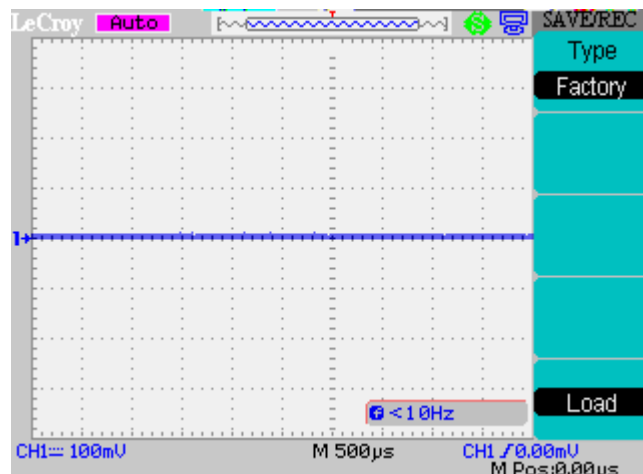 LeCroy Auto SAVE/REC
Type
Factory
1
<10Hz
Load
CH1 100mV M 500µs CH1 0.00mV
M Pos:0.00µs